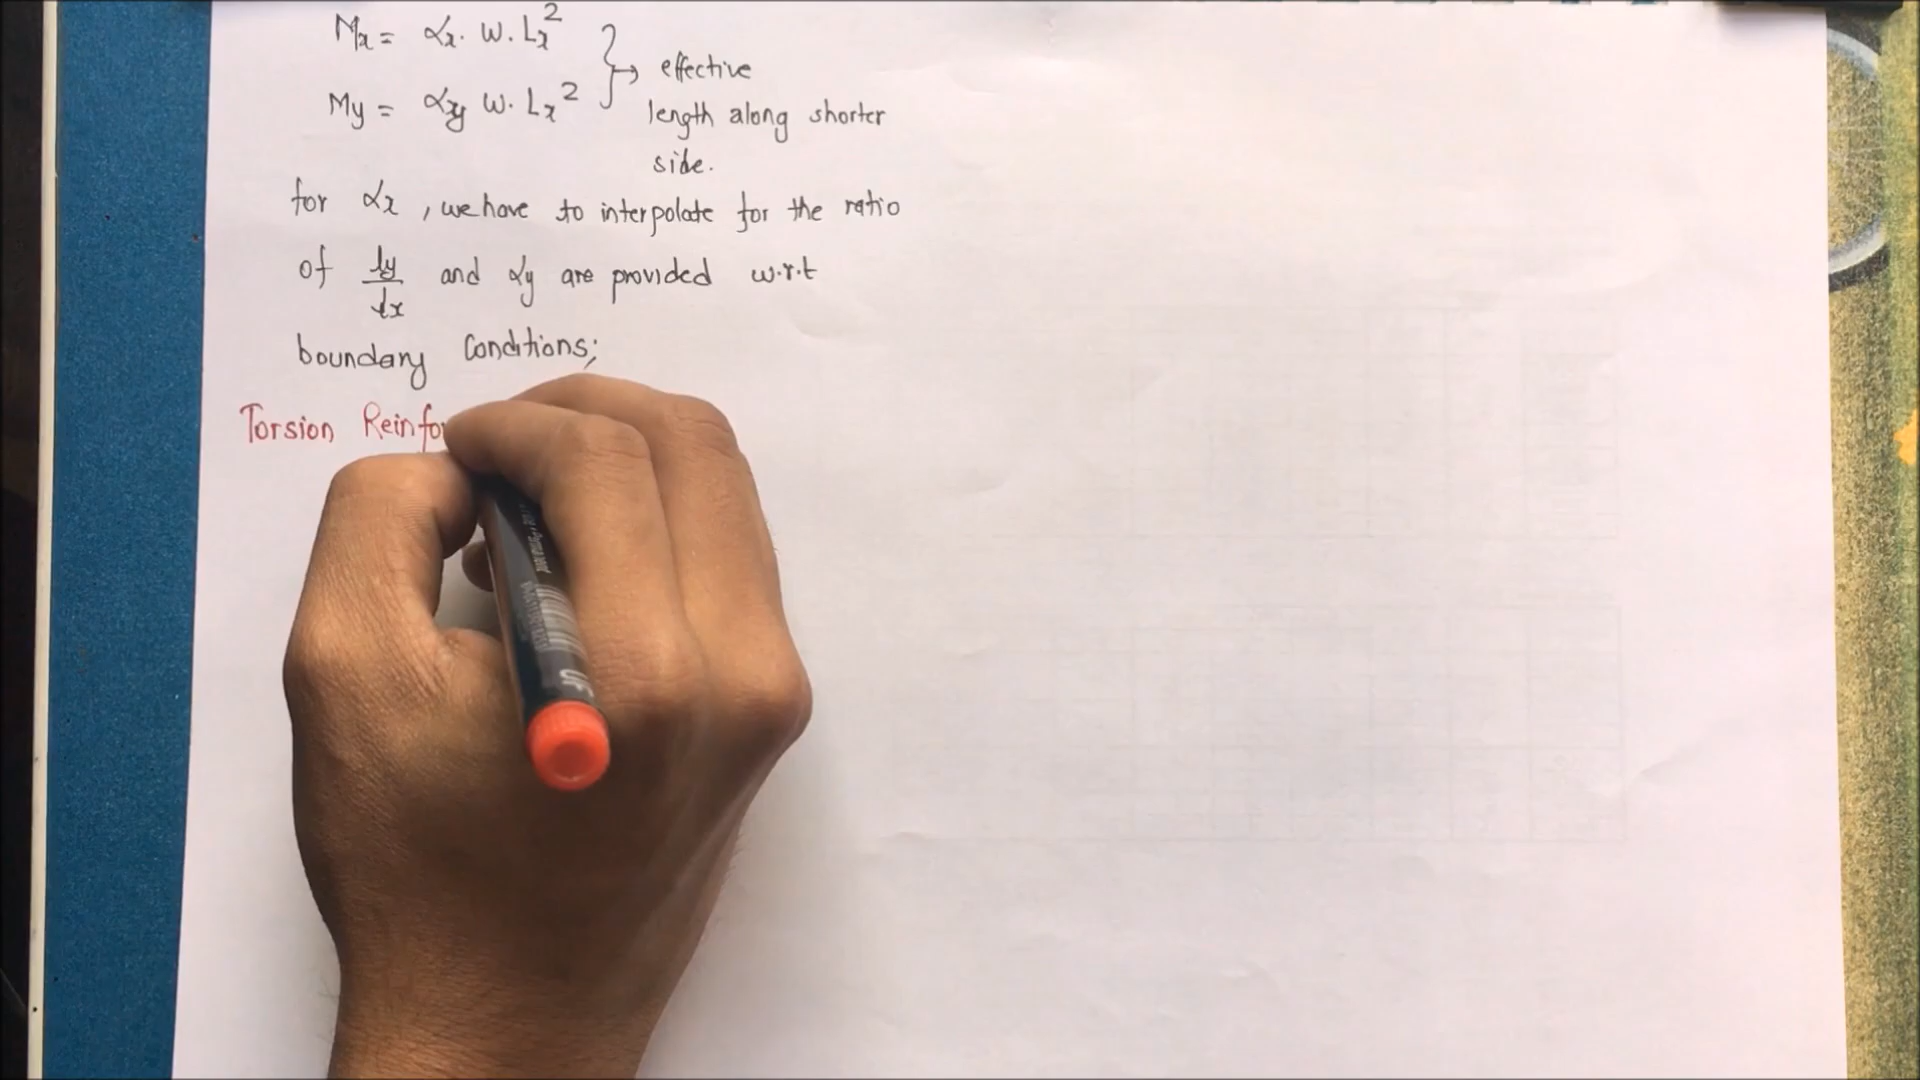 Mx = αx. W. Lx²
My = αxy W. Lx²
effective
length along shorter
side.
for αx, we have to interpolate for the ratio
of ly/lx and αy are provided w.r.t
boundary Conditions;
Torsion Reinfo